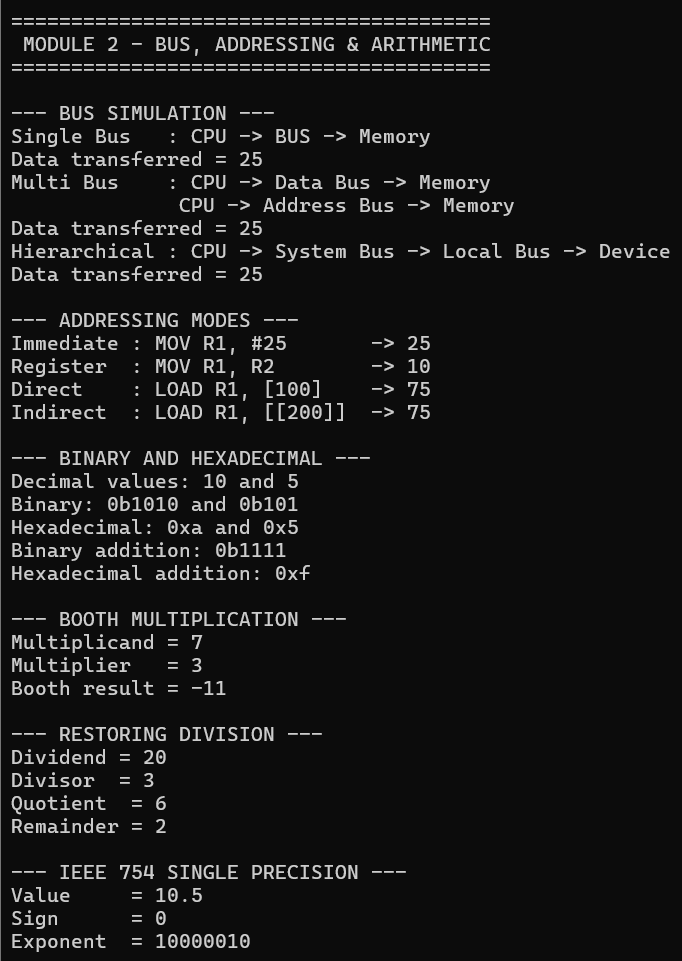 ========================================
 MODULE 2 - BUS, ADDRESSING & ARITHMETIC
========================================
--- BUS SIMULATION ---
Single Bus   : CPU -> BUS -> Memory
Data transferred = 25
Multi Bus    : CPU -> Data Bus -> Memory
              CPU -> Address Bus -> Memory
Data transferred = 25
Hierarchical : CPU -> System Bus -> Local Bus -> Device
Data transferred = 25
--- ADDRESSING MODES ---
Immediate : MOV R1, #25       -> 25
Register  : MOV R1, R2        -> 10
Direct    : LOAD R1, [100]    -> 75
Indirect  : LOAD R1, [[200]]  -> 75
--- BINARY AND HEXADECIMAL ---
Decimal values: 10 and 5
Binary: 0b1010 and 0b101
Hexadecimal: 0xa and 0x5
Binary addition: 0b1111
Hexadecimal addition: 0xf
--- BOOTH MULTIPLICATION ---
Multiplicand = 7
Multiplier   = 3
Booth result = -11
--- RESTORING DIVISION ---
Dividend = 20
Divisor  = 3
Quotient  = 6
Remainder = 2
--- IEEE 754 SINGLE PRECISION ---
Value     = 10.5
Sign      = 0
Exponent  = 10000010